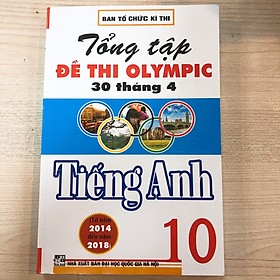 BAN TỔ CHỨC KÌ THI
Tổng tập
ĐỀ THI OLYMPIC
30 tháng 4
Tiếng Anh
(Từ năm
2014
đến năm
2018)
10
NHÀ XUẤT BẢN ĐẠI HỌC QUỐC GIA HÀ NỘI